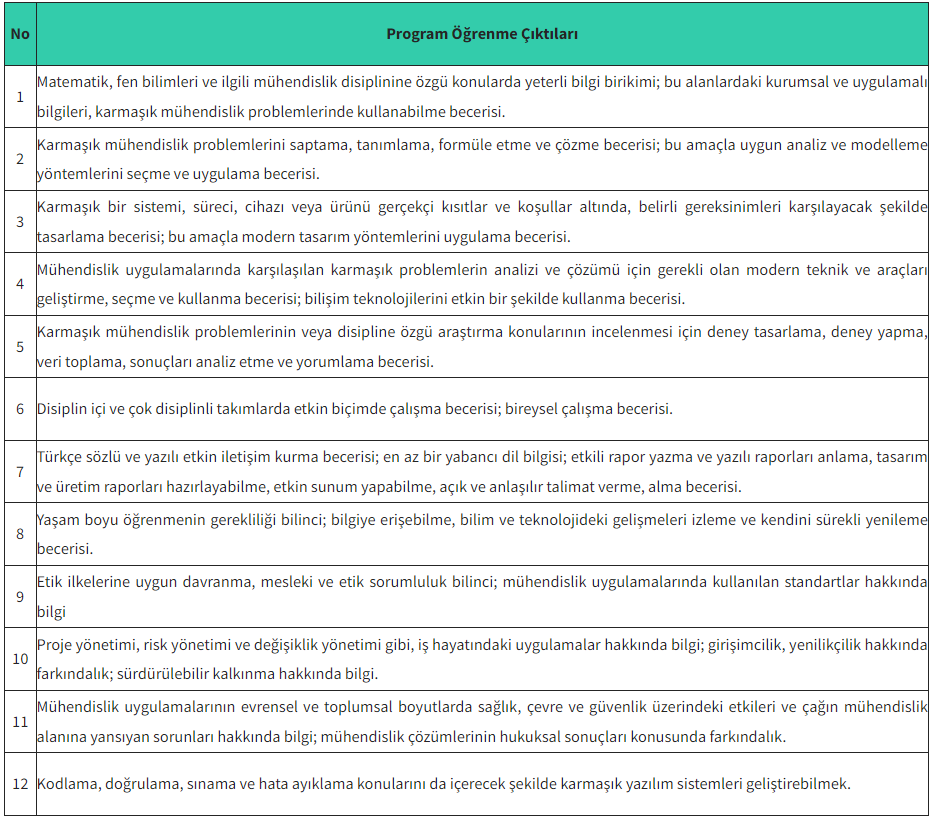 No Program Öğrenme Çıktıları
1 Matematik, fen bilimleri ve ilgili mühendislik disiplinine özgü konularda yeterli bilgi birikimi; bu alanlardaki kurumsal ve uygulamalı
bilgileri, karmaşık mühendislik problemlerinde kullanabilme becerisi.
2 Karmaşık mühendislik problemlerini saptama, tanımlama, formüle etme ve çözme becerisi; bu amaçla uygun analiz ve modelleme
yöntemlerini seçme ve uygulama becerisi.
3 Karmaşık bir sistemi, süreci, cihazı veya ürünü gerçekçi kısıtlar ve koşullar altında, belirli gereksinimleri karşılayacak şekilde
tasarlama becerisi; bu amaçla modern tasarım yöntemlerini uygulama becerisi.
4 Mühendislik uygulamalarında karşılaşılan karmaşık problemlerin analizi ve çözümü için gerekli olan modern teknik ve araçları
geliştirme, seçme ve kullanma becerisi; bilişim teknolojilerini etkin bir şekilde kullanma becerisi.
5 Karmaşık mühendislik problemlerinin veya disipline özgü araştırma konularının incelenmesi için deney tasarlama, deney yapma,
veri toplama, sonuçları analiz etme ve yorumlama becerisi.
6 Disiplin içi ve çok disiplinli takımlarda etkin biçimde çalışma becerisi; bireysel çalışma becerisi.
7 Türkçe sözlü ve yazılı etkin iletişim kurma becerisi; en az bir yabancı dil bilgisi; etkili rapor yazma ve yazılı raporları anlama, tasarım
ve üretim raporları hazırlayabilme, etkin sunum yapabilme, açık ve anlaşılır talimat verme, alma becerisi.
8 Yaşam boyu öğrenmenin gerekliliği bilinci; bilgiye erişebilme, bilim ve teknolojideki gelişmeleri izleme ve kendini sürekli yenileme
becerisi.
9 Etik ilkelerine uygun davranma, mesleki ve etik sorumluluk bilinci; mühendislik uygulamalarında kullanılan standartlar hakkında
bilgi
10 Proje yönetimi, risk yönetimi ve değişiklik yönetimi gibi, iş hayatındaki uygulamalar hakkında bilgi; girişimcilik, yenilikçilik hakkında
farkındalık; sürdürülebilir kalkınma hakkında bilgi.
11 Mühendislik uygulamalarının evrensel ve toplumsal boyutlarda sağlık, çevre ve güvenlik üzerindeki etkileri ve çağın mühendislik
alanına yansıyan sorunları hakkında bilgi; mühendislik çözümlerinin hukuksal sonuçları konusunda farkındalık.
12 Kodlama, doğrulama, sınama ve hata ayıklama konularını da içerecek şekilde karmaşık yazılım sistemleri geliştirebilmek.